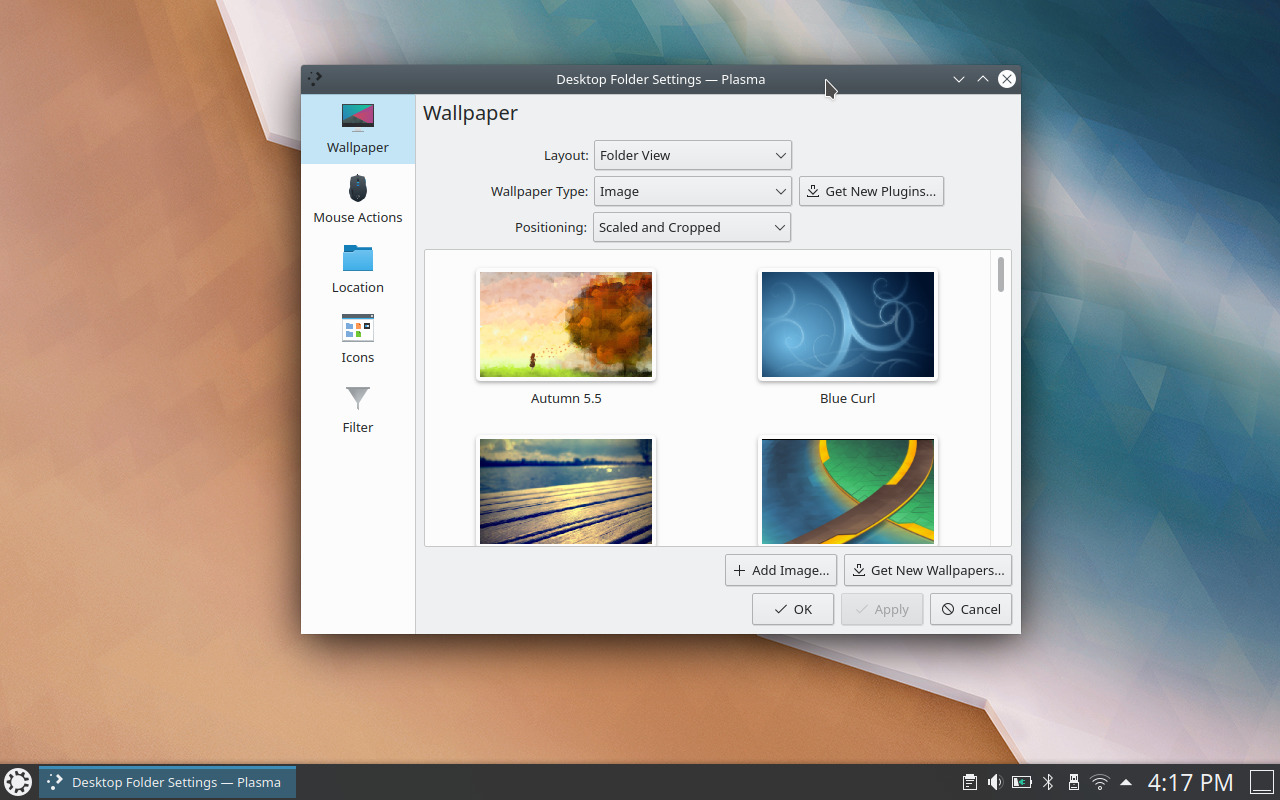 Desktop Folder Settings — Plasma
Wallpaper
Mouse Actions
Location
Icons
Filter
Wallpaper
Layout: Folder View
Wallpaper Type: Image Get New Plugins...
Positioning: Scaled and Cropped
Autumn 5.5 Blue Curl
Add Image... Get New Wallpapers...
OK Apply Cancel
Desktop Folder Settings — Plasma 4:17 PM